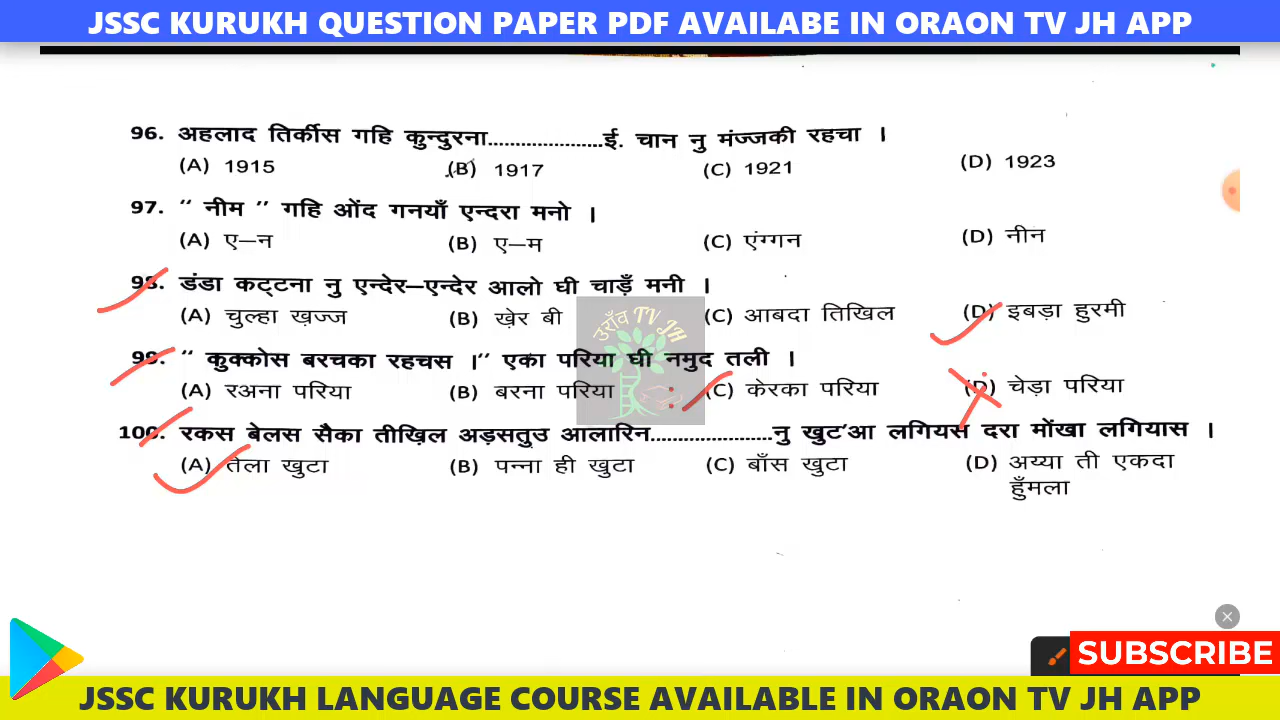 JSSC KURUKH QUESTION PAPER PDF AVAILABE IN ORAON TV JH APP
96. अहलाद तिर्कीस गहि कुन्दुरना.....................ई. चान नु मंज्जकी रहचा ।
(A) 1915 (B) 1917 (C) 1921 (D) 1923
97. " नीम " गहि ओंद गनयाँ एन्दरा मनो ।
(A) ए–न (B) ए–म (C) एंग्गन (D) नीन
98. डंडा कट्टना नु एन्देर–एन्देर आलो घी चाड़ँ मनी ।
(A) चुल्हा ख़ज्ज (B) ख़ेर बी (C) आबदा तिखिल (D) इबड़ा हुरमी
99. " कुक्कोस बरचका रहचस ।" एका परिया घी नमुद तली ।
(A) रअना परिया (B) बरना परिया (C) केरका परिया (D) चेड़ा परिया
100. रकस बेलस सैका तीख़िल अड़सतुउ आलारिन......................नु खुट'आ लगियस दरा मोंखा लगियास ।
(A) तेला खुटा (B) पन्ना ही खुटा (C) बाँस खुटा (D) अय्या ती एकदा
हुँमला
उराँव TV JH
SUBSCRIBE
JSSC KURUKH LANGUAGE COURSE AVAILABLE IN ORAON TV JH APP